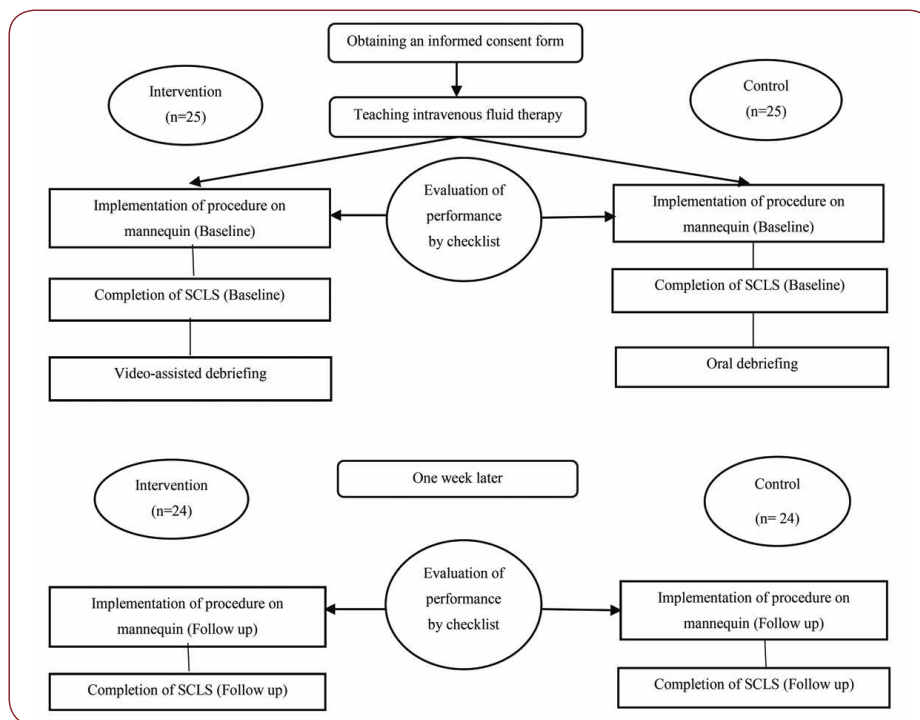 Obtaining an informed consent form
Intervention
(n=25)
Control
(n=25)
Teaching intravenous fluid therapy
Implementation of procedure on
mannequin (Baseline)
Evaluation of
performance
by checklist
Implementation of procedure on
mannequin (Baseline)
Completion of SCLS (Baseline)
Completion of SCLS (Baseline)
Video-assisted debriefing
Oral debriefing
Intervention
(n=24)
One week later
Control
(n= 24)
Implementation of procedure on
mannequin (Follow up)
Evaluation of
performance
by checklist
Implementation of procedure on
mannequin (Follow up)
Completion of SCLS (Follow up)
Completion of SCLS (Follow up)